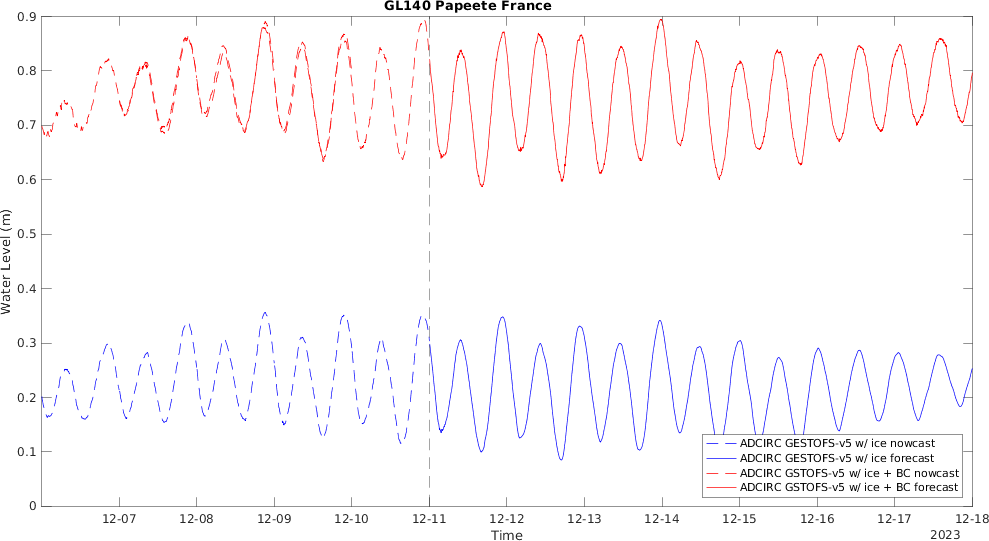 GL140 Papeete France
Water Level (m)
0.9
0.8
0.7
0.6
0.5
0.4
0.3
0.2
0.1
0
ADCIRC GESTOFS-v5 w/ ice nowcast
ADCIRC GESTOFS-v5 w/ ice forecast
ADCIRC GSTOFS-v5 w/ ice + BC nowcast
ADCIRC GSTOFS-v5 w/ ice + BC forecast
12-07 12-08 12-09 12-10 12-11 12-12 12-13 12-14 12-15 12-16 12-17 12-18
Time
2023